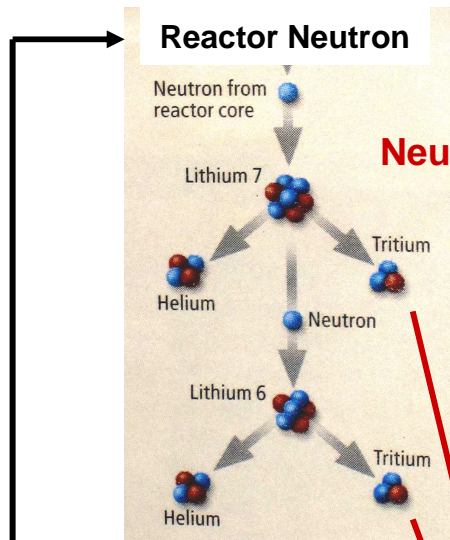 Reactor Neutron
Neutron from
reactor core
Neu
Lithium 7
Tritium
Helium
Neutron
Lithium 6
Tritium
Helium